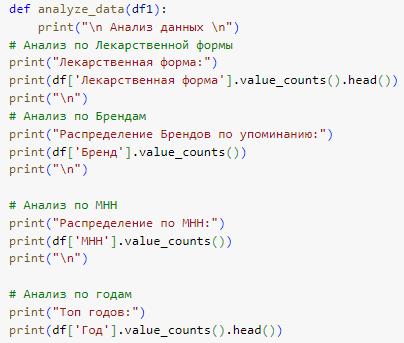 def analyze_data(df1):
    print("\n Анализ данных \n")
# Анализ по Лекарственной формы
print("Лекарственная форма:")
print(df['Лекарственная форма'].value_counts().head())
print("\n")
# Анализ по Брендам
print("Распределение Брендов по упоминанию:")
print(df['Бренд'].value_counts())
print("\n")

# Анализ по МНН
print("Распределение по МНН:")
print(df['МНН'].value_counts())
print("\n")

# Анализ по годам
print("Топ годов:")
print(df['Год'].value_counts().head())